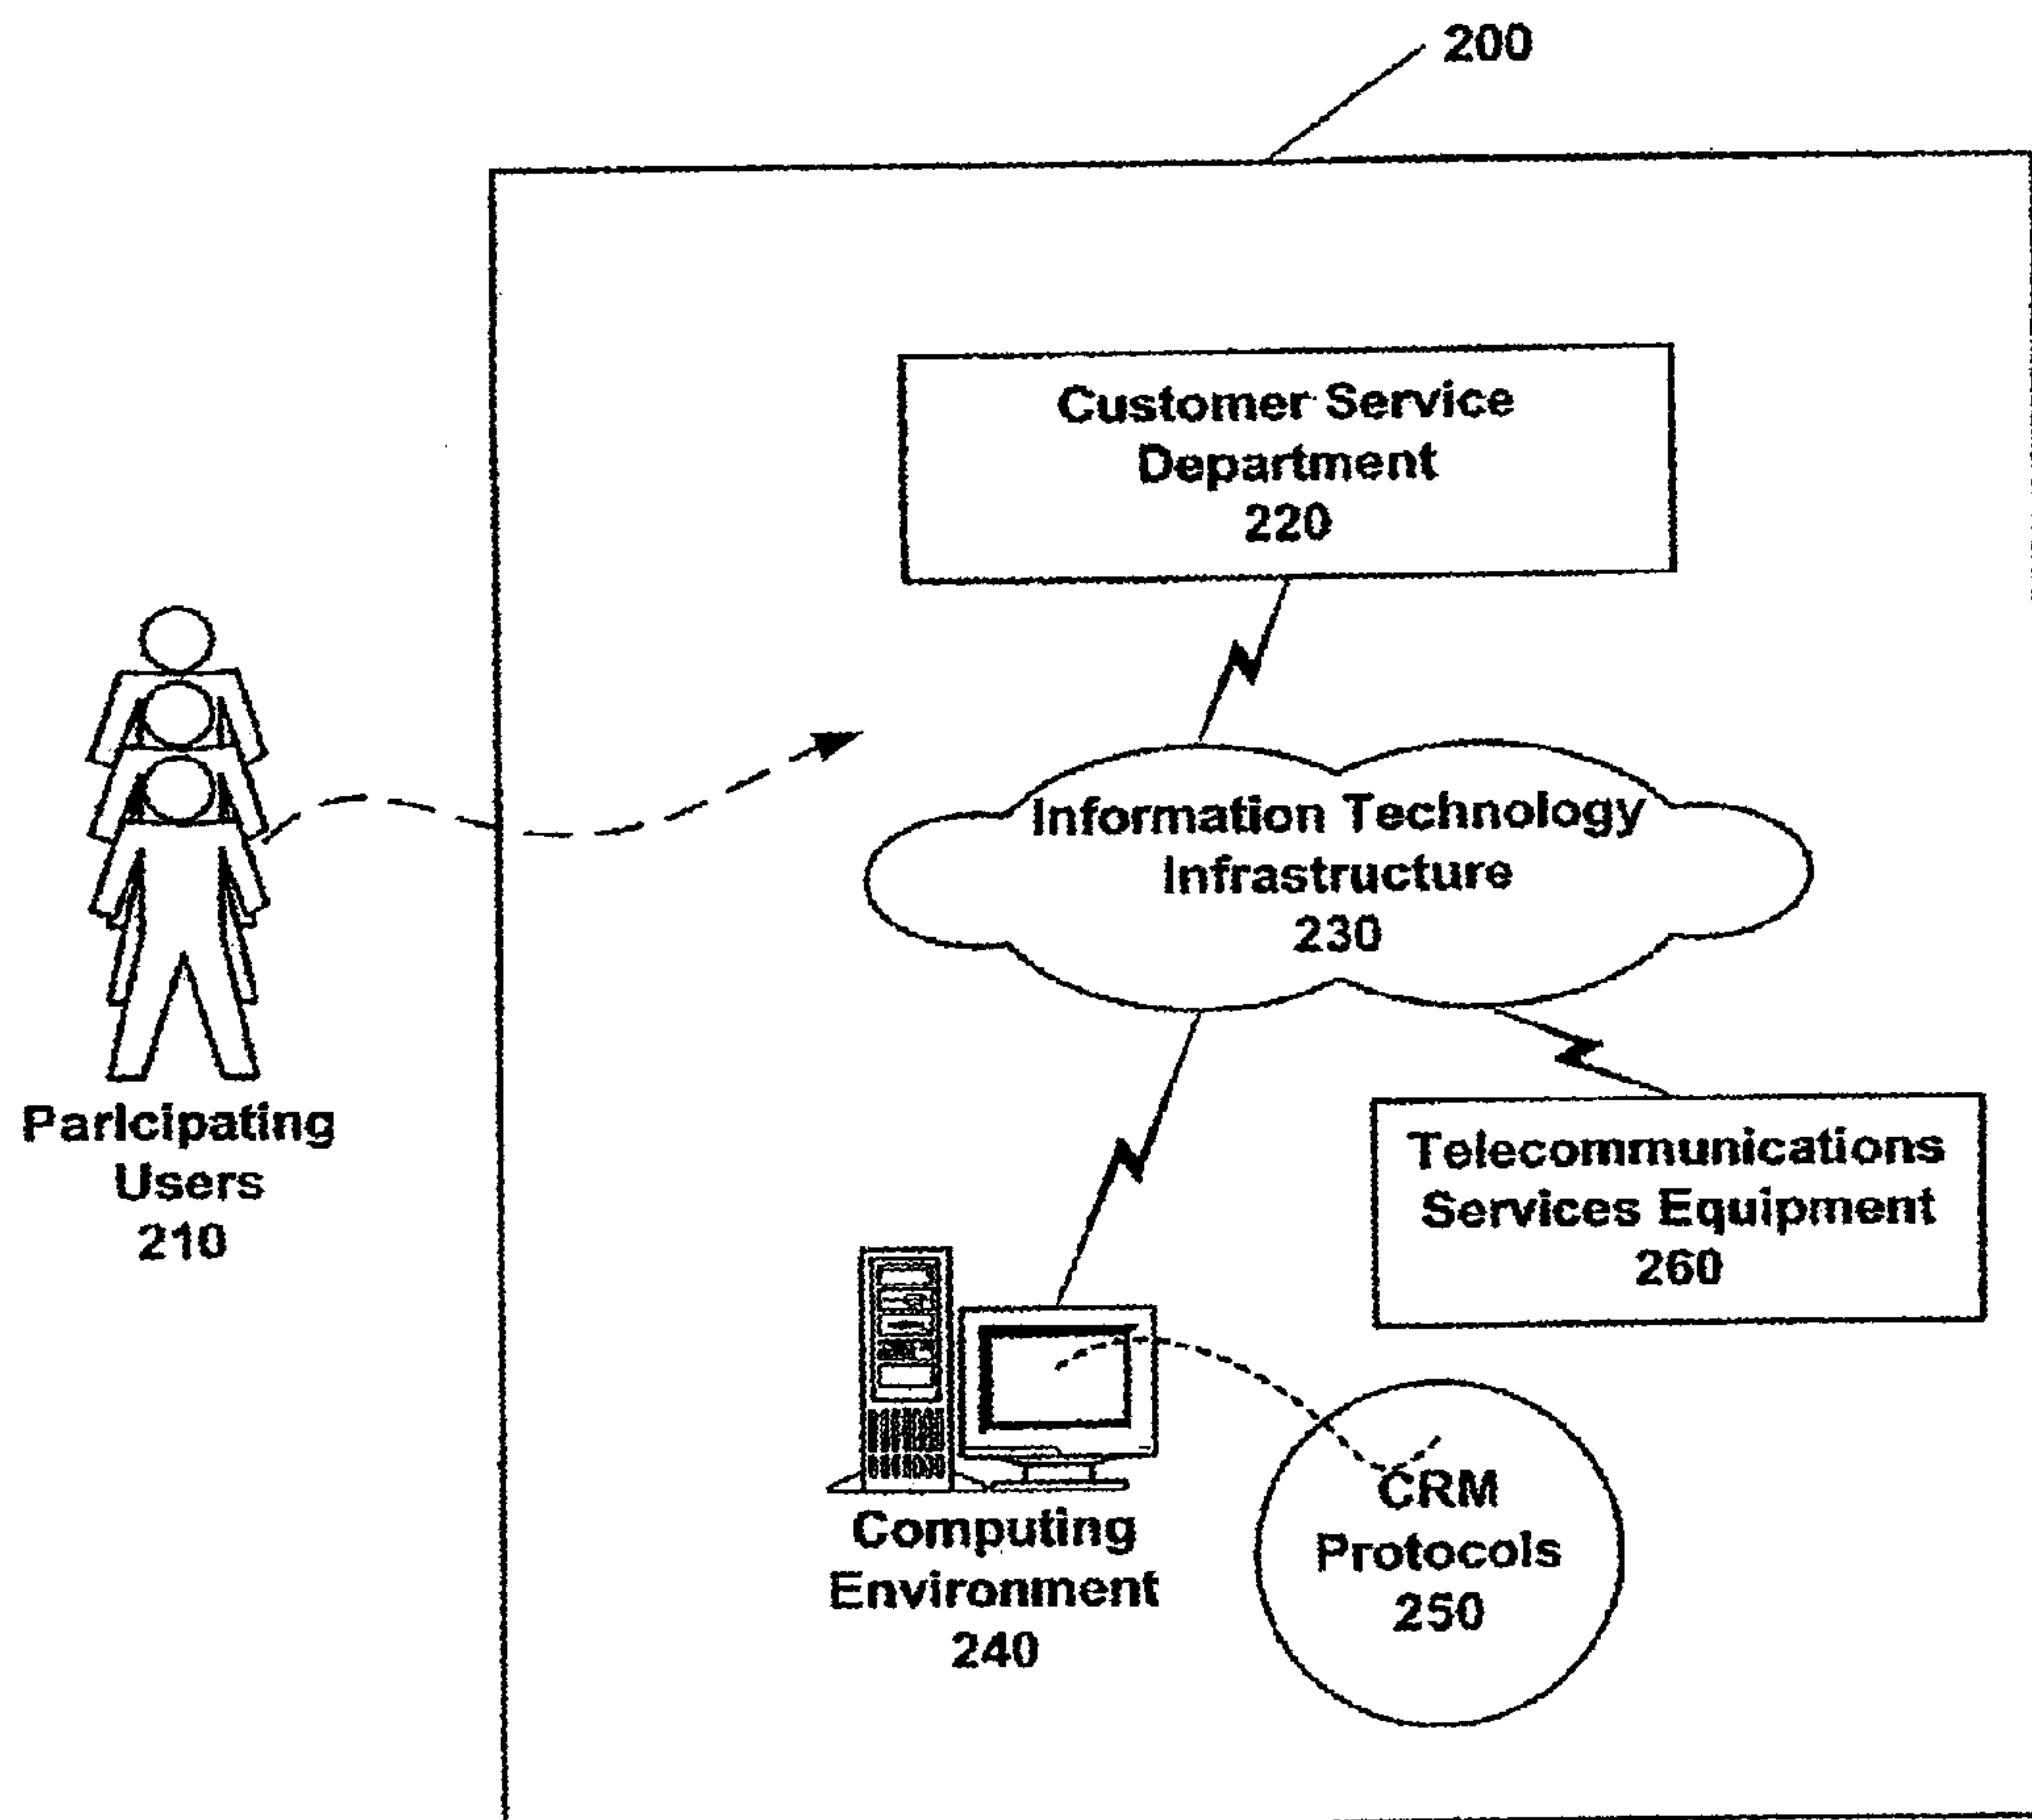 200
Customer Service
Department
220
Information Technology
Infrastructure
230
Paricipating
Users
210
Telecommunications
Services Equipment
260
Computing
Environment
240
CRM
Protocols
250